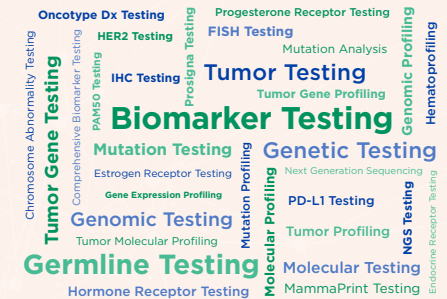 Oncotype Dx Testing
Progesterone Receptor Testing
HER2 Testing
FISH Testing
Mutation Analysis
IHC Testing
Tumor Testing
Tumor Gene Profiling
Biomarker Testing
Mutation Testing
Genetic Testing
Estrogen Receptor Testing
Next Generation Sequencing
Gene Expression Profiling
PD-L1 Testing
Genomic Testing
Tumor Profiling
Tumor Molecular Profiling
Germline Testing
Molecular Testing
Hormone Receptor Testing
MammaPrint Testing
Chromosome Abnormality Testing
Tumor Gene Testing
Comprehensive Biomarker Testing
PAM50 Testing
Prosigna Testing
Mutation Profiling
Molecular Profiling
Genomic Profiling
Hematoprofiling
NGS Testing
Endocrine Receptor Testing